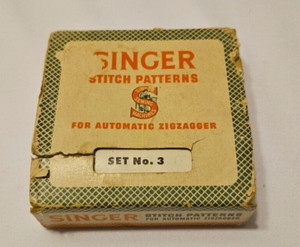 SINGER
STITCH PATTERNS
FOR AUTOMATIC ZIGZAGGER
SET No. 3
SINGER
STITCH PATTERNS
FOR AUTOMATIC ZIGZAGGER